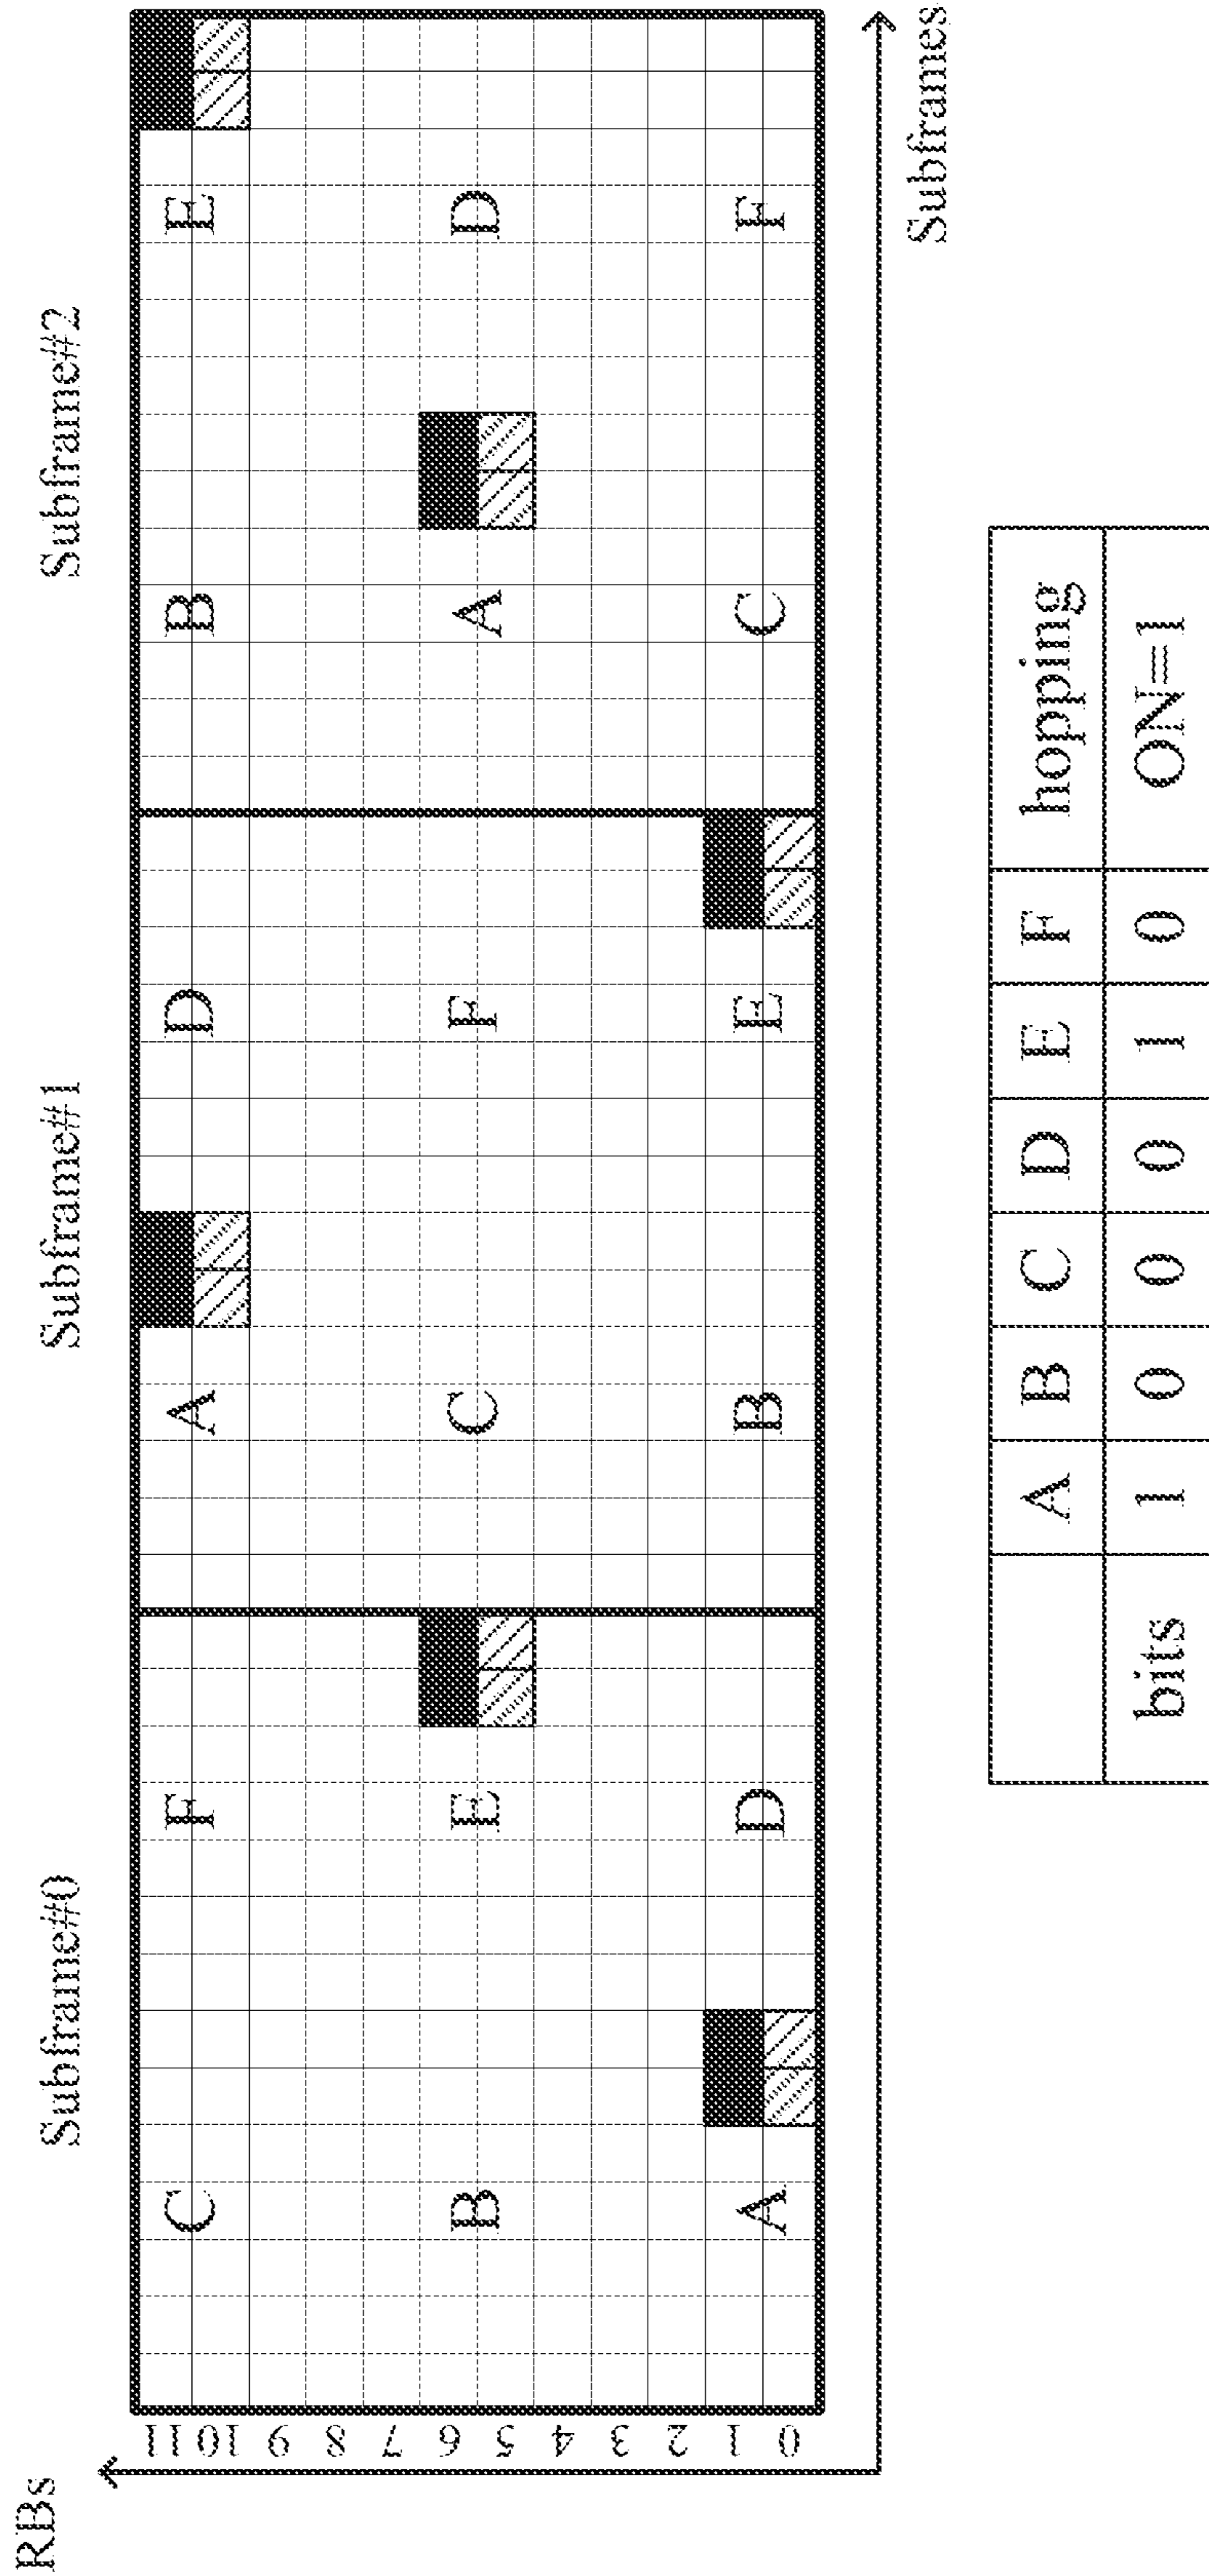 RBs
Subframe#0 Subframe#1 Subframe#2
11 C F A D B E
10
9
8
7
6 B E C F A D
5
4
3
2
1 A D B E C F
0
Subframes
A B C D E F hopping
bits 1 0 0 0 1 0 ON=1